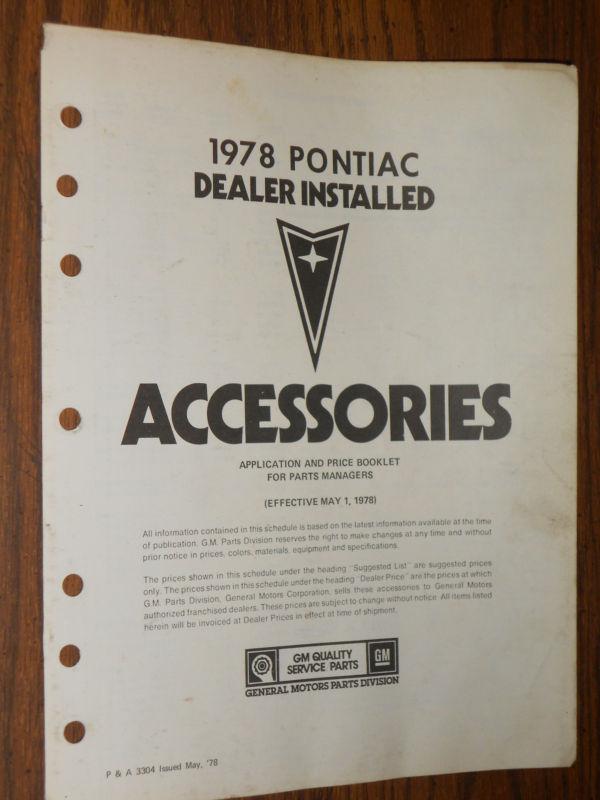 1978 PONTIAC
DEALER INSTALLED
ACCESSORIES
APPLICATION AND PRICE BOOKLET
FOR PARTS MANAGERS
(EFFECTIVE MAY 1, 1978)
All information contained in this schedule is based on the latest information available at the time
of publication. G.M. Parts Division reserves the right to make changes at any time and without
prior notice in prices, colors, materials, equipment and specifications.
The prices shown in this schedule under the heading "Suggested List" are suggested prices
only. The prices shown in this schedule under the heading "Dealer Price" are the prices at which
G.M. Parts Division, General Motors Corporation, sells these accessories to General Motors
authorized franchised dealers. These prices are subject to change without notice. All items listed
herein will be invoiced at Dealer Prices in effect at time of shipment.
GM QUALITY
SERVICE PARTS
GM
GENERAL MOTORS PARTS DIVISION
P & A 3304 Issued May, '78